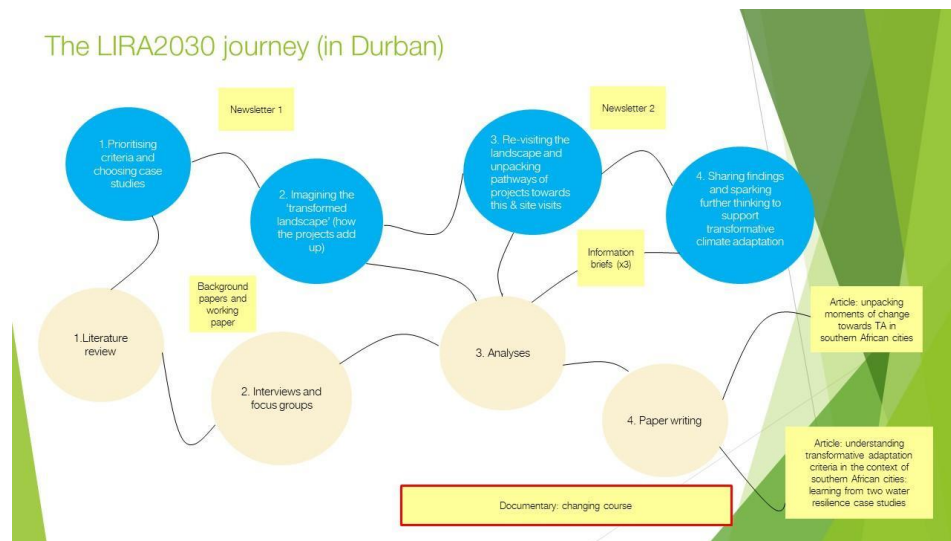 The LIRA2030 journey (in Durban)
Newsletter 1
Newsletter 2
1.Prioritising
criteria and
choosing case
studies
2. Imagining the
'transformed
landscape' (how
the projects add
up)
3. Re-visiting the
landscape and
unpacking
pathways of
projects towards
this & site visits
4. Sharing findings
and sparking
further thinking to
support
transformative
climate adaptation
Information
briefs (x3)
Background
papers and
working
paper
1.Literature
review
2. Interviews and
focus groups
3. Analyses
4. Paper writing
Article: unpacking
moments of change
towards TA in
southern African cities
Article: understanding
transformative adaptation
criteria in the context of
southern African cities:
learning from two water
resilience case studies
Documentary: changing course